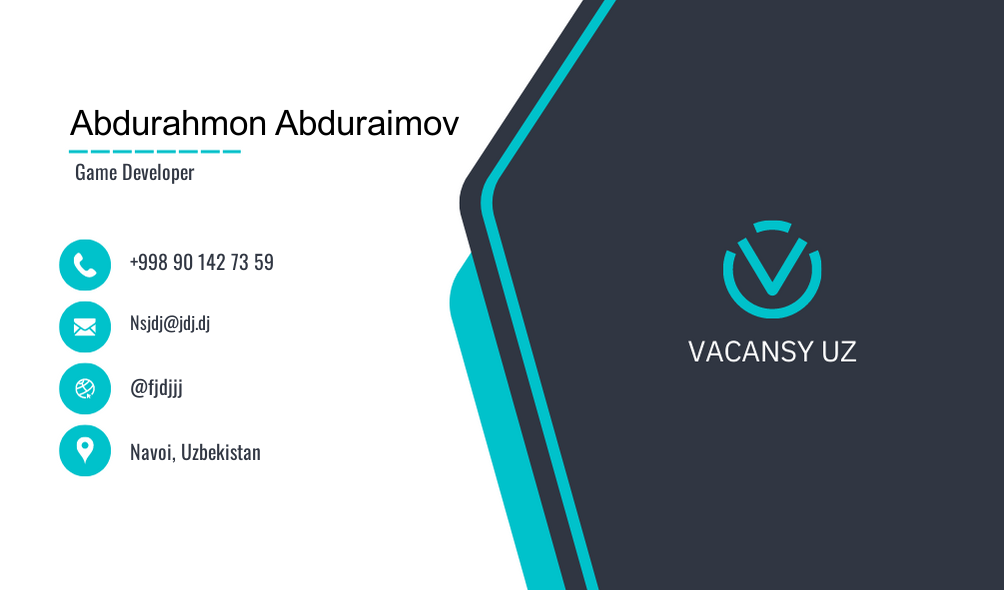 Abdurahmon Abduraimov
Game Developer
+998 90 142 73 59
Nsjdj@jdj.dj
@fjdjjj
Navoi, Uzbekistan
VACANSY UZ